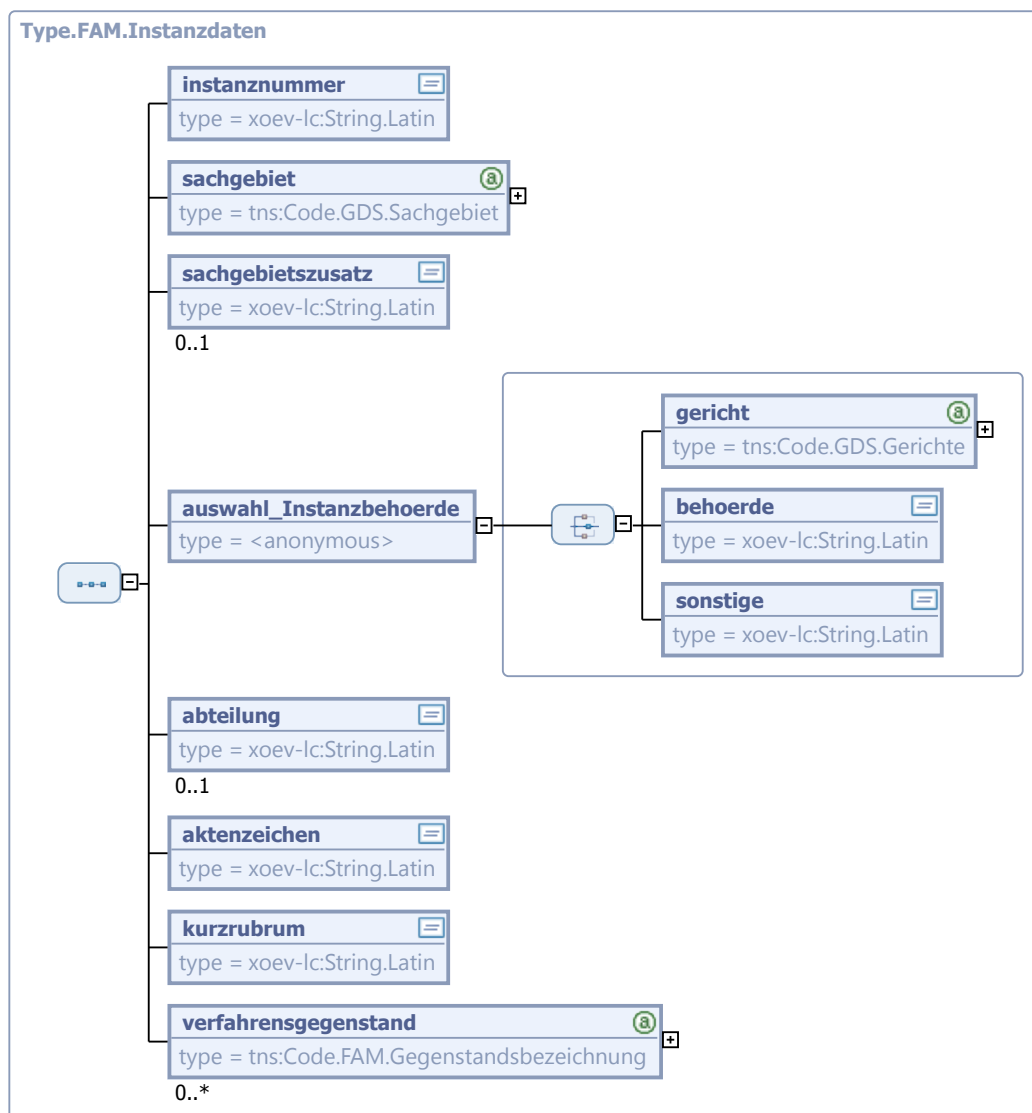 Type.FAM.Instanzdaten
instanznummer
type = xoev-lc:String.Latin
sachgebiet
type = tns:Code.GDS.Sachgebiet
sachgebietszusatz
type = xoev-lc:String.Latin
0..1
auswahl_Instanzbehoerde
type = <anonymous>
gericht
type = tns:Code.GDS.Gerichte
behoerde
type = xoev-lc:String.Latin
sonstige
type = xoev-lc:String.Latin
abteilung
type = xoev-lc:String.Latin
0..1
aktenzeichen
type = xoev-lc:String.Latin
kurzrubrum
type = xoev-lc:String.Latin
verfahrensgegenstand
type = tns:Code.FAM.Gegenstandsbezeichnung
0..*